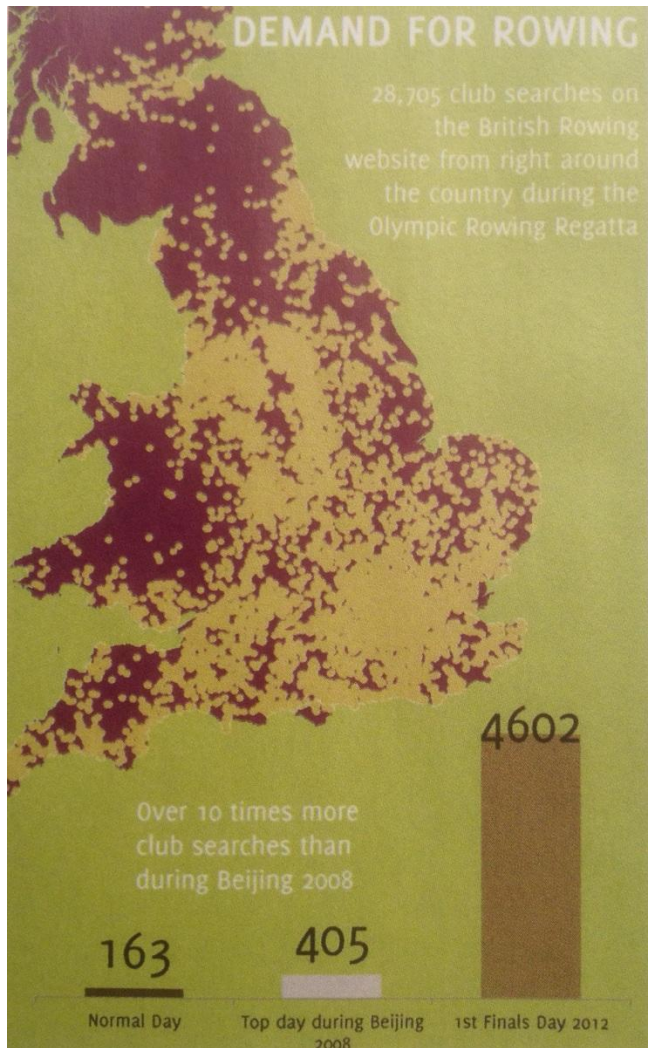 DEMAND FOR ROWING
28,705 club searches on
the British Rowing
website from right around
the country during the
Olympic Rowing Regatta
4602
Over 10 times more
club searches than
during Beijing 2008
163
405
Normal Day
Top day during Beijing
2008
1st Finals Day 2012